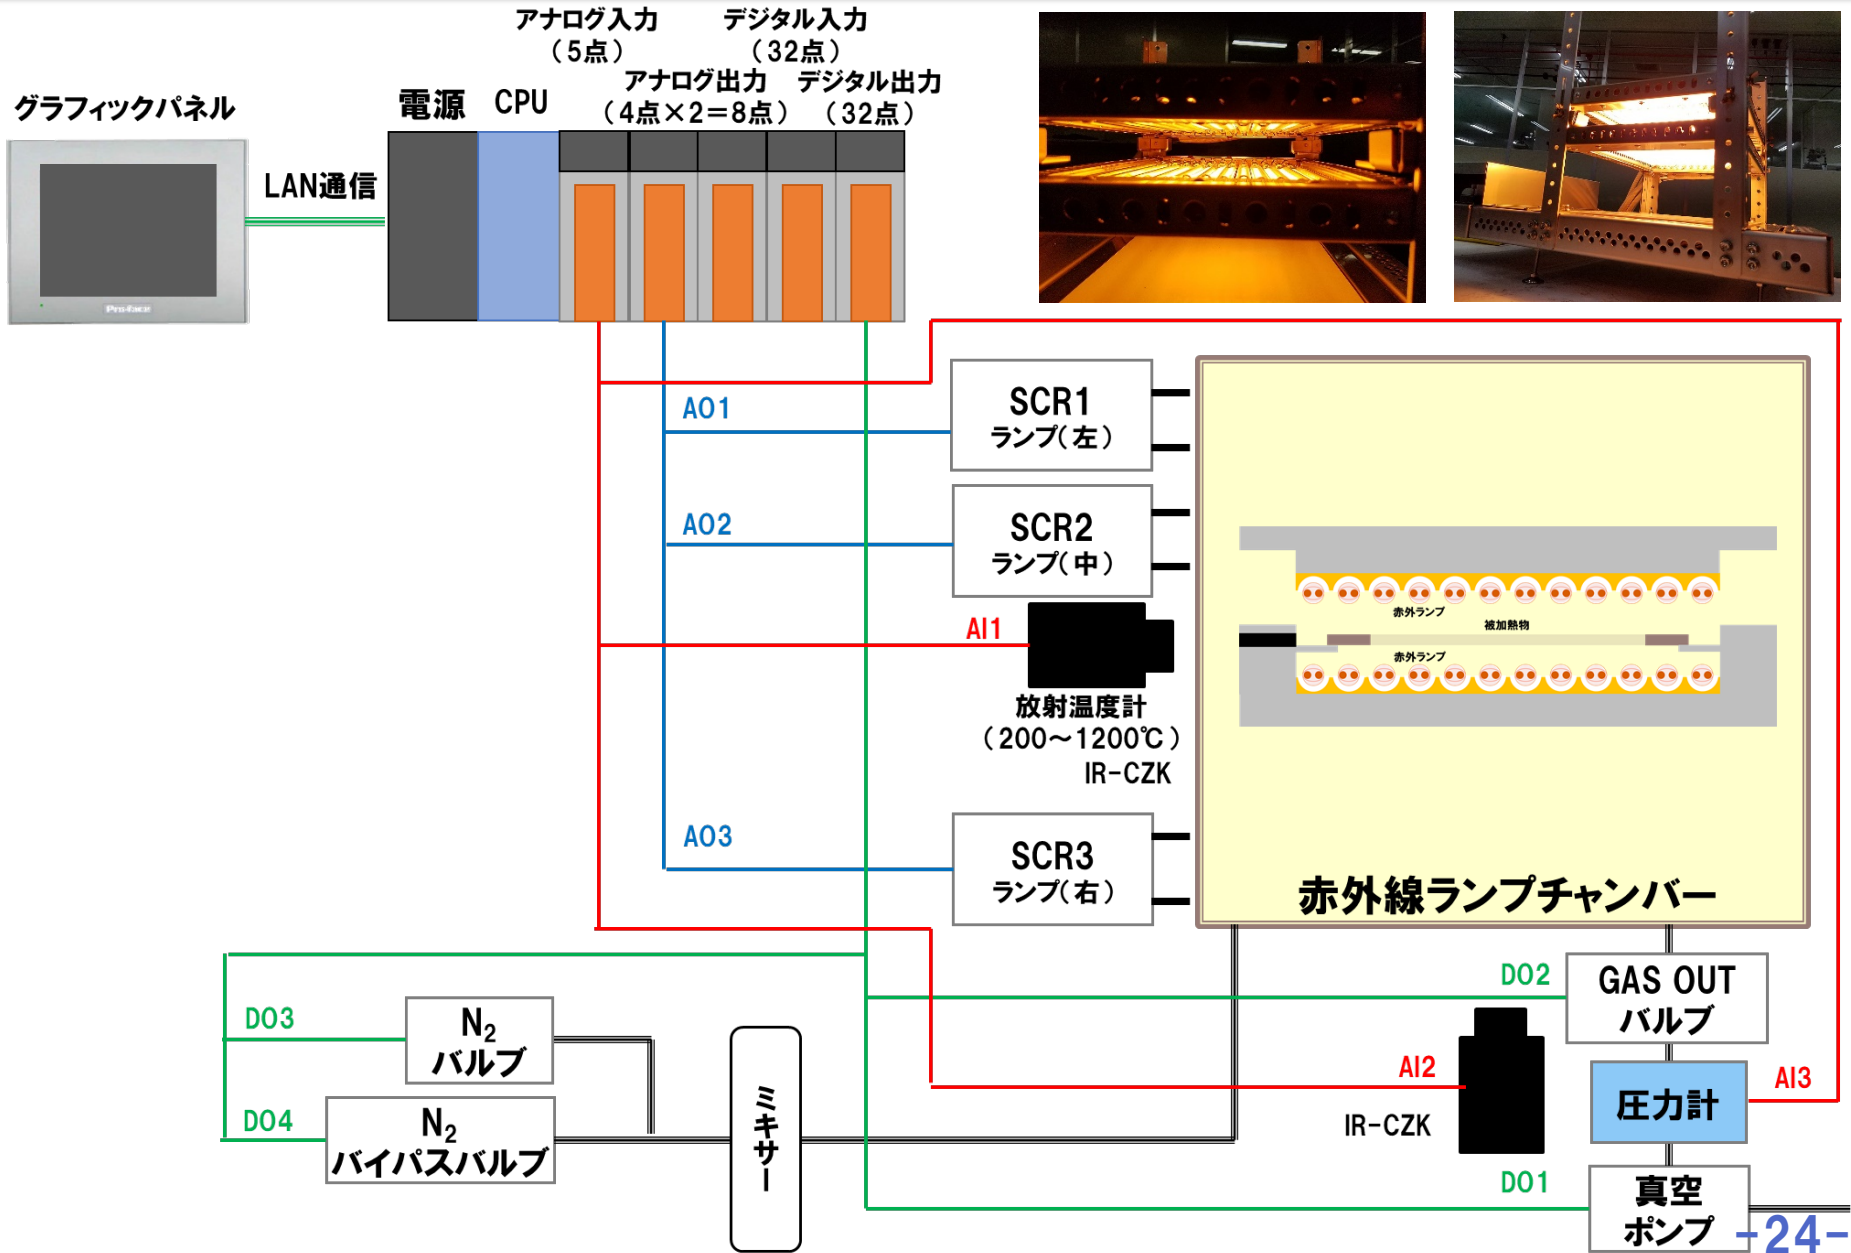 アナログ入力
（5点）
デジタル入力
（32点）
アナログ出力
（4点×2＝8点）
デジタル出力
（32点）
グラフィックパネル
電源
CPU
LAN通信
Pro-face
AO1
SCR1
ランプ（左）
AO2
SCR2
ランプ（中）
AI1
放射温度計
（200～1200℃）
IR-CZK
AO3
SCR3
ランプ（右）
赤外ランプ
被加熱物
赤外ランプ
赤外線ランプチャンバー
DO3
N2
バルブ
DO4
N2
バイパスバルブ
ミキサー
DO2
GAS OUT
バルブ
AI2
IR-CZK
圧力計
AI3
DO1
真空
ポンプ
-24-